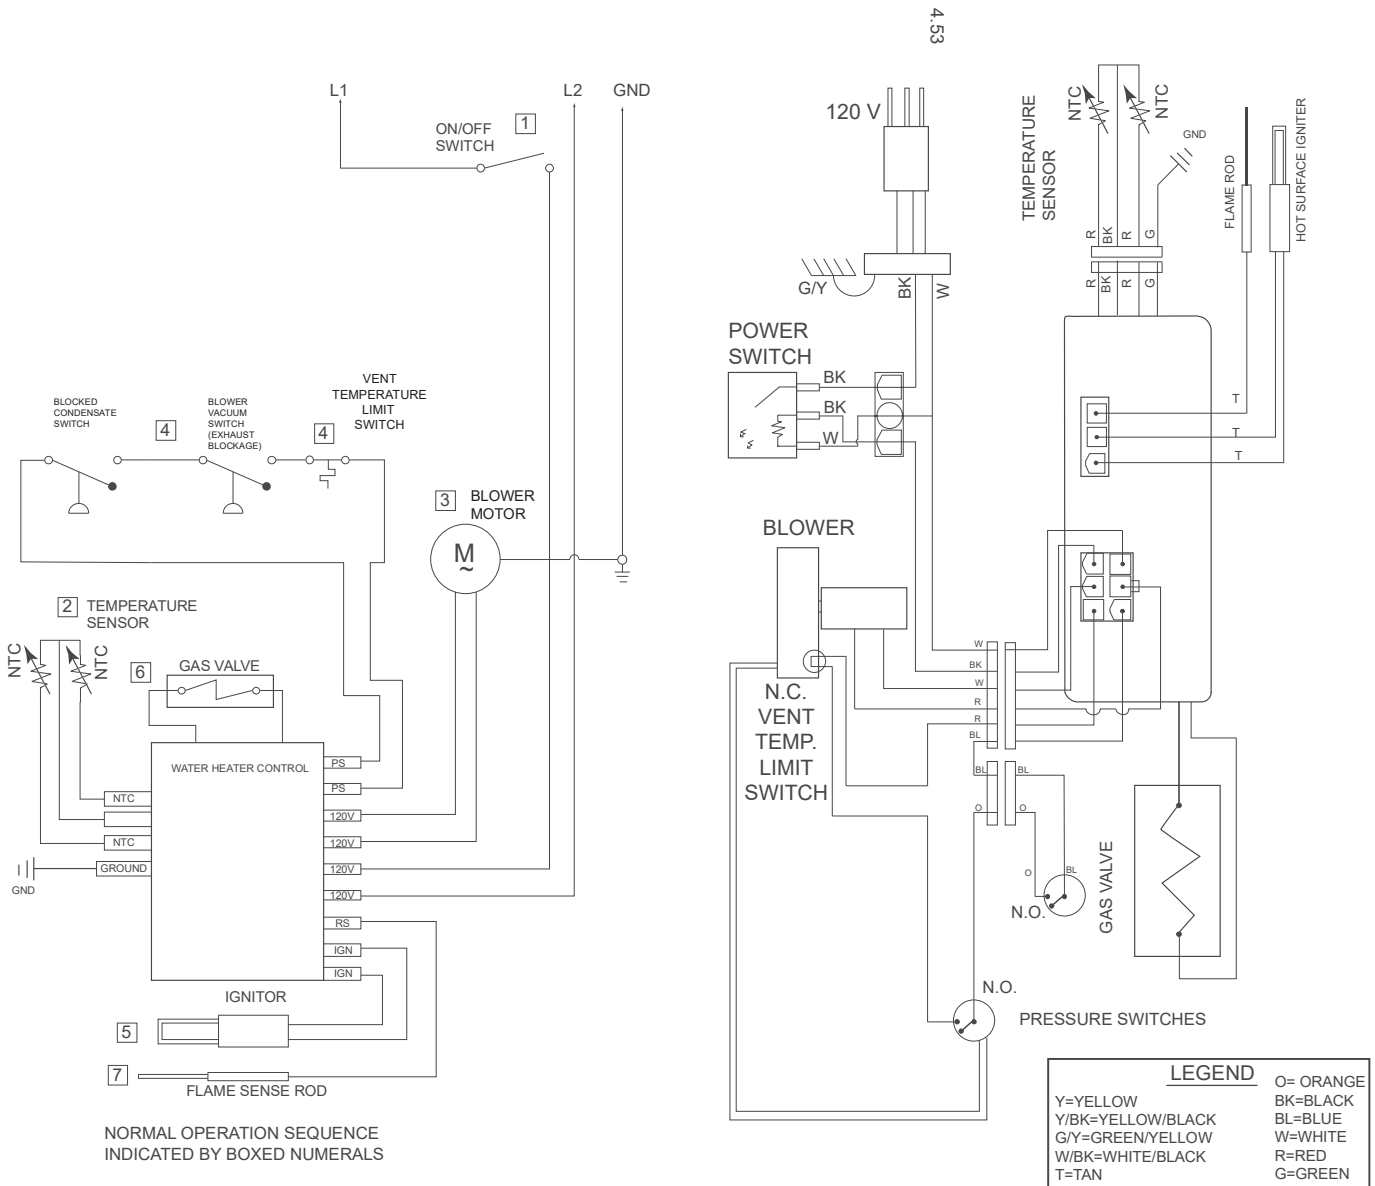 4.53
L1
L2
GND
ON/OFF
SWITCH
1
BLOCKED
CONDENSATE
SWITCH
4
BLOWER
VACUUM
SWITCH
(EXHAUST
BLOCKAGE)
4
VENT
TEMPERATURE
LIMIT
SWITCH
3
BLOWER
MOTOR
M
~
2
TEMPERATURE
SENSOR
NTC
NTC
6
GAS VALVE
WATER HEATER CONTROL
NTC
NTC
GROUND
GND
PS
PS
120V
120V
120V
120V
RS
IGN
IGN
IGNITOR
5
7
FLAME SENSE ROD
NORMAL OPERATION SEQUENCE
INDICATED BY BOXED NUMERALS
120 V
G/Y
BK
W
POWER
SWITCH
BK
BK
W
TEMPERATURE
SENSOR
NTC
NTC
GND
R
BK
R
G
R
BK
R
G
FLAME ROD
HOT SURFACE IGNITER
T
T
T
BLOWER
N.C.
VENT
TEMP.
LIMIT
SWITCH
W
BK
W
R
R
BL
BL
BL
O
O
O
BL
N.O.
N.O.
PRESSURE SWITCHES
GAS VALVE
LEGEND
Y=YELLOW
Y/BK=YELLOW/BLACK
G/Y=GREEN/YELLOW
W/BK=WHITE/BLACK
T=TAN
O= ORANGE
BK=BLACK
BL=BLUE
W=WHITE
R=RED
G=GREEN